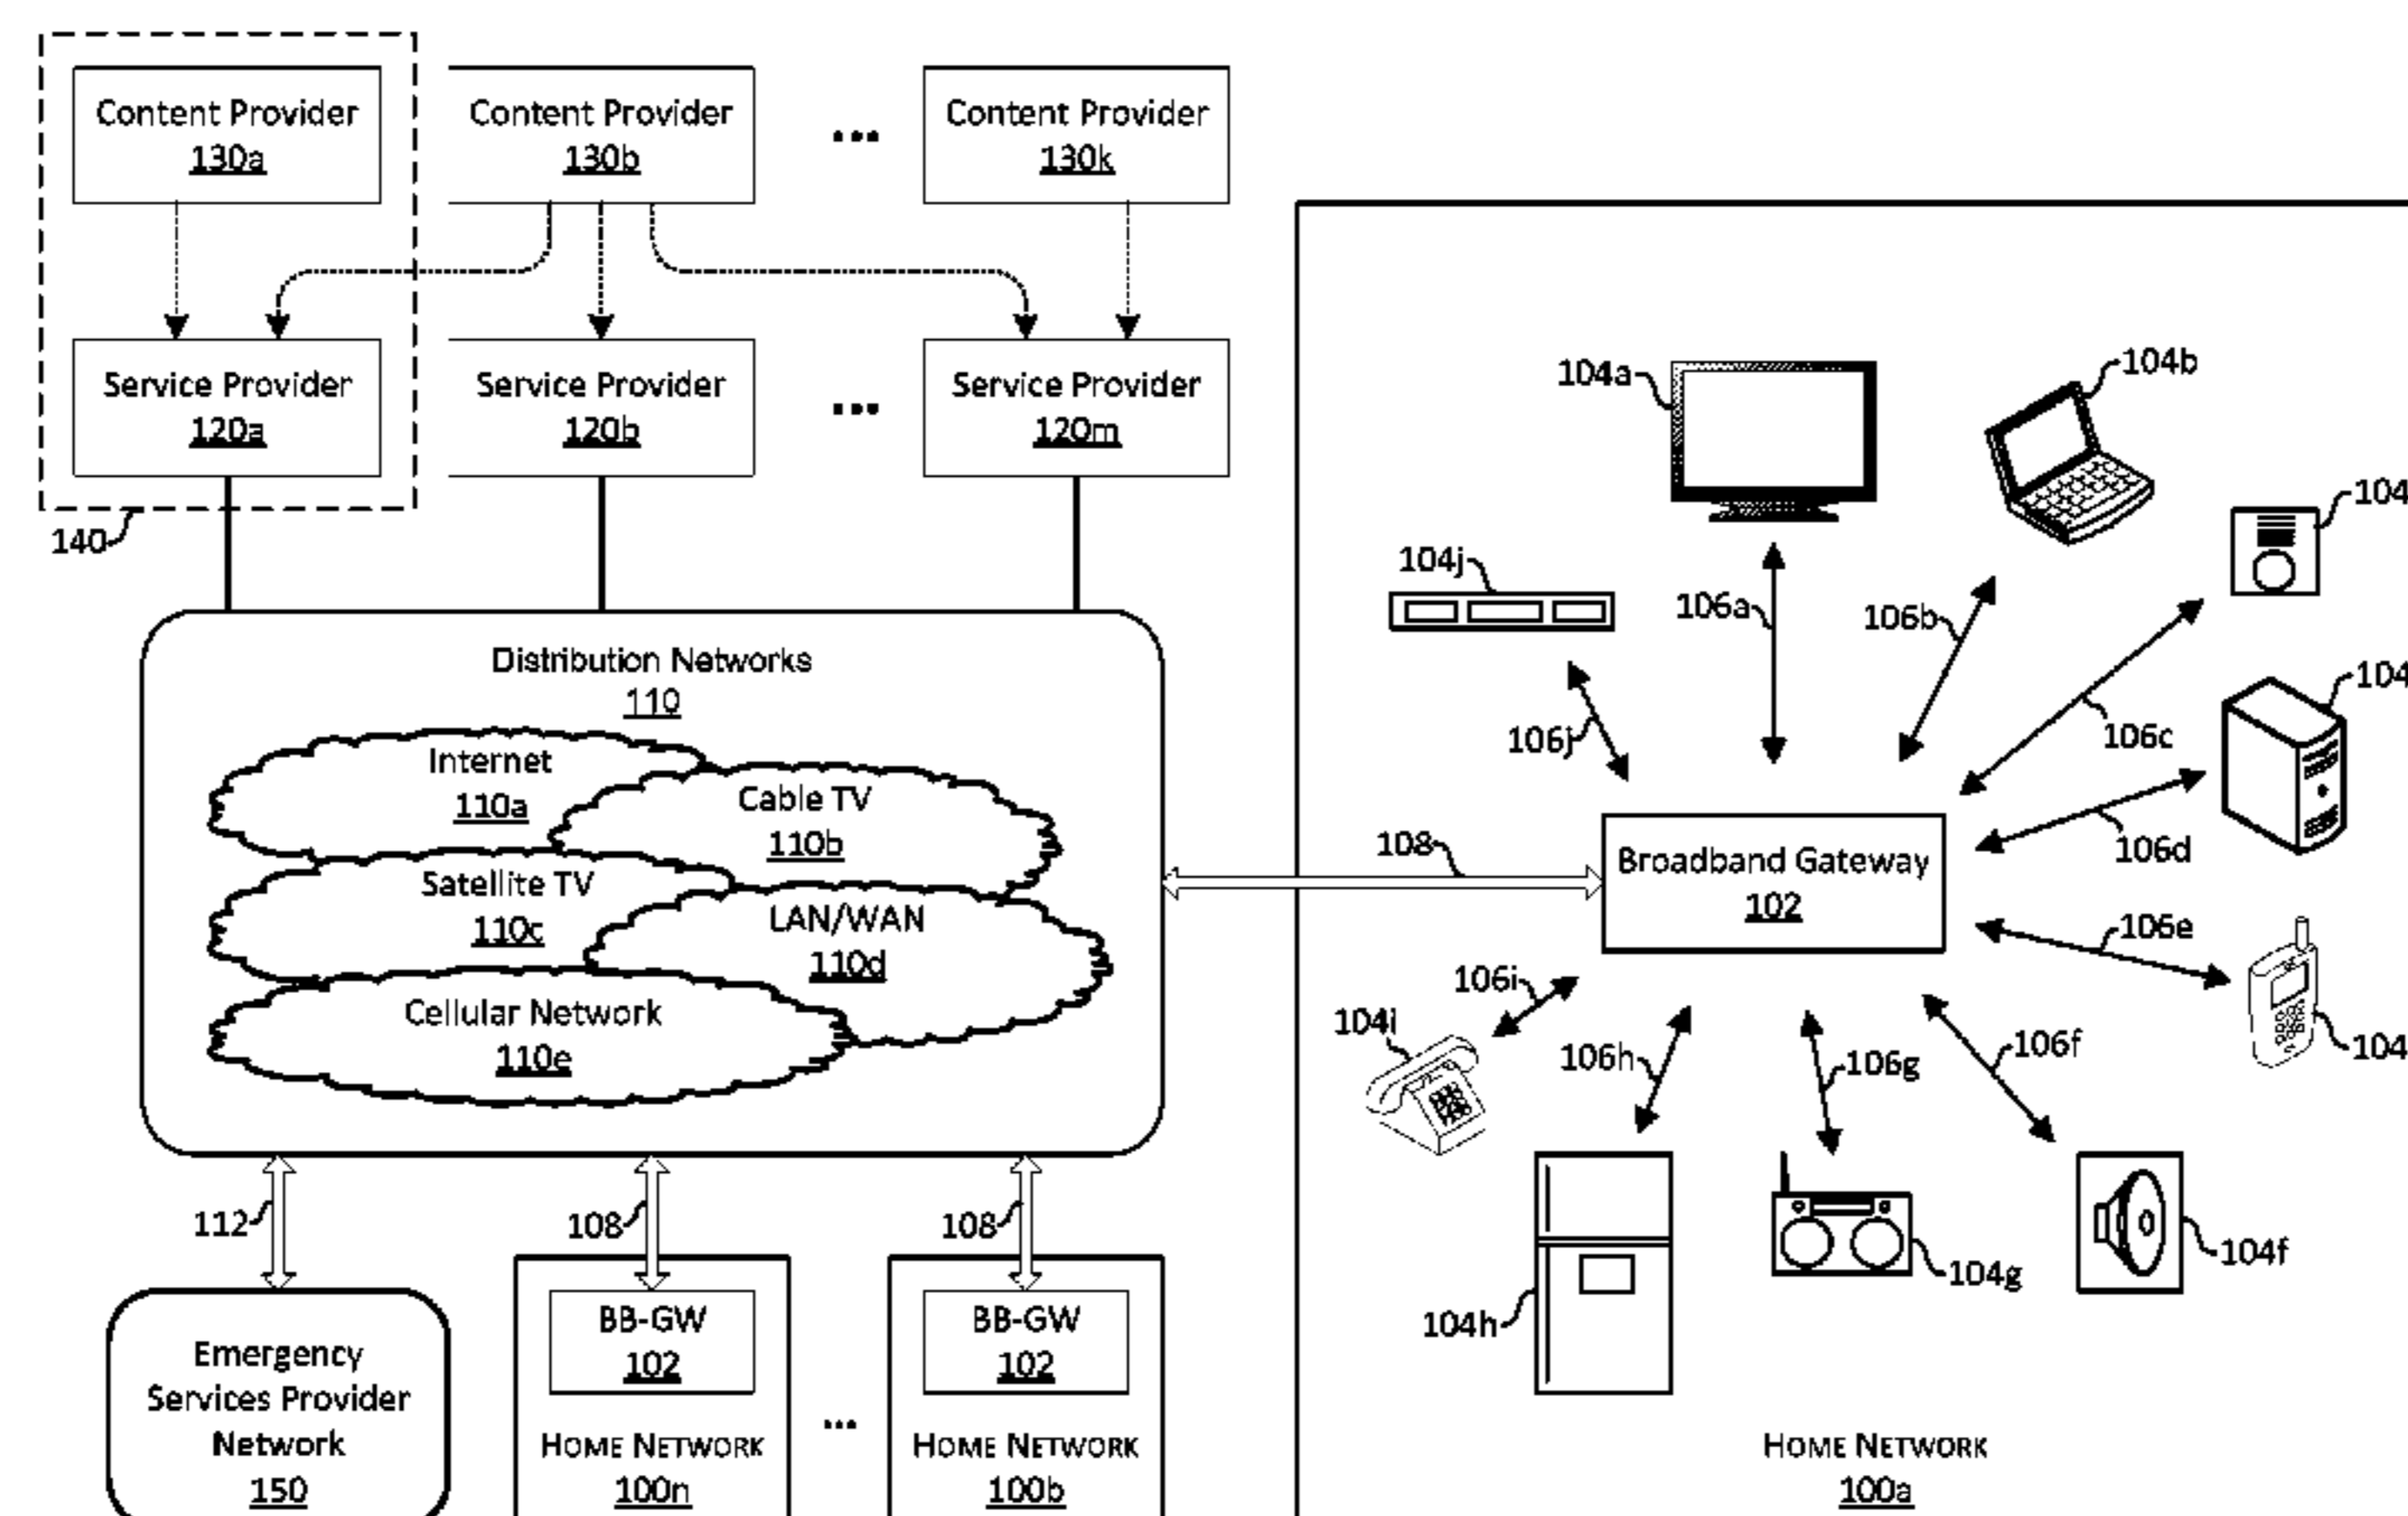 Content Provider
130a
Content Provider
130b
...
Content Provider
130k
Service Provider
120a
Service Provider
120b
...
Service Provider
120m
140
Distribution Networks
110
Internet
110a
Cable TV
110b
Satellite TV
110c
LAN/WAN
110d
Cellular Network
110e
112
108
108
Emergency
Services Provider
Network
150
BB-GW
102
HOME NETWORK
100n
...
BB-GW
102
HOME NETWORK
100b
104a
104b
104
104j
106a
106b
104
106j
106c
108
Broadband Gateway
102
106d
106e
106i
104i
106h
106g
106f
104
104h
104g
104f
HOME NETWORK
100a